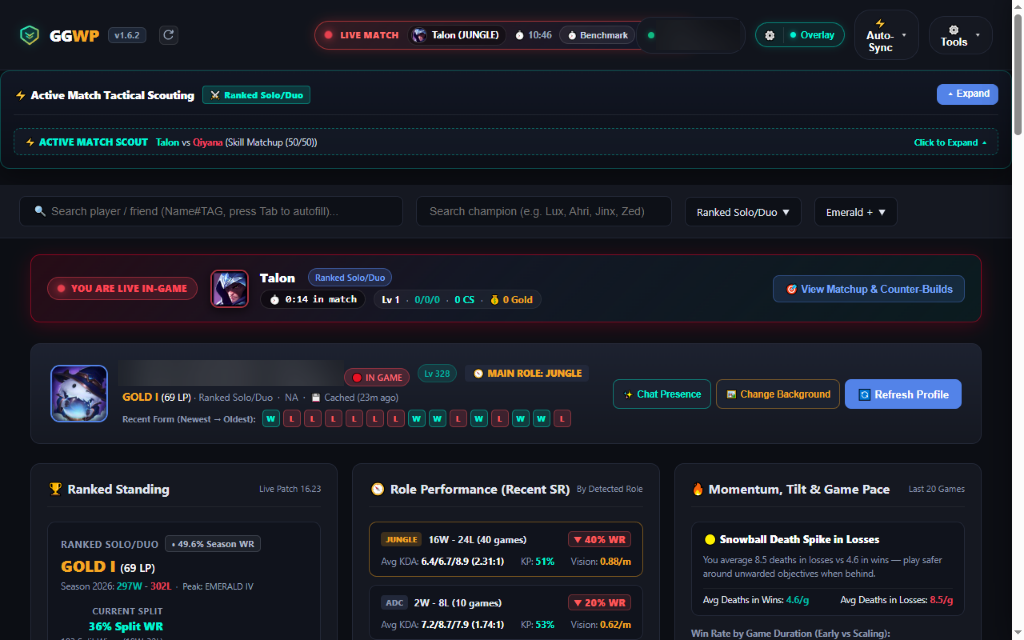 GGWP v1.6.2
LIVE MATCH Talon (JUNGLE) 10:46 Benchmark
Overlay
Auto-Sync
Tools
Active Match Tactical Scouting Ranked Solo/Duo
Expand
ACTIVE MATCH SCOUT Talon vs Qiyana (Skill Matchup (50/50))
Click to Expand
Search player / friend (Name#TAG, press Tab to autofill)...
Search champion (e.g. Lux, Ahri, Jinx, Zed)
Ranked Solo/Duo ▼
Emerald + ▼
YOU ARE LIVE IN-GAME
Talon Ranked Solo/Duo
0:14 in match Lv 1 · 0/0/0 · 0 CS · 0 Gold
View Matchup & Counter-Builds
IN GAME Lv 328 MAIN ROLE: JUNGLE
GOLD I (69 LP) · Ranked Solo/Duo · NA · Cached (23m ago)
Recent Form (Newest → Oldest): W L L L L L L W W L W L W W L
Chat Presence
Change Background
Refresh Profile
Ranked Standing Live Patch 16.23
RANKED SOLO/DUO • 49.6% Season WR
GOLD I (69 LP)
Season 2026: 297W - 302L · Peak: EMERALD IV
CURRENT SPLIT
36% Split WR
Role Performance (Recent SR) By Detected Role
JUNGLE 16W - 24L (40 games) ▼ 40% WR
Avg KDA: 6.4/6.7/8.9 (2.31:1) KP: 51% Vision: 0.88/m
ADC 2W - 8L (10 games) ▼ 20% WR
Avg KDA: 7.2/8.7/7.9 (1.74:1) KP: 53% Vision: 0.62/m
Momentum, Tilt & Game Pace Last 20 Games
Snowball Death Spike in Losses
You average 8.5 deaths in losses vs 4.6 in wins — play safer
around unwarded objectives when behind.
Avg Deaths in Wins: 4.6/g Avg Deaths in Losses: 8.5/g
Win Rate by Game Duration (Early vs Scaling):